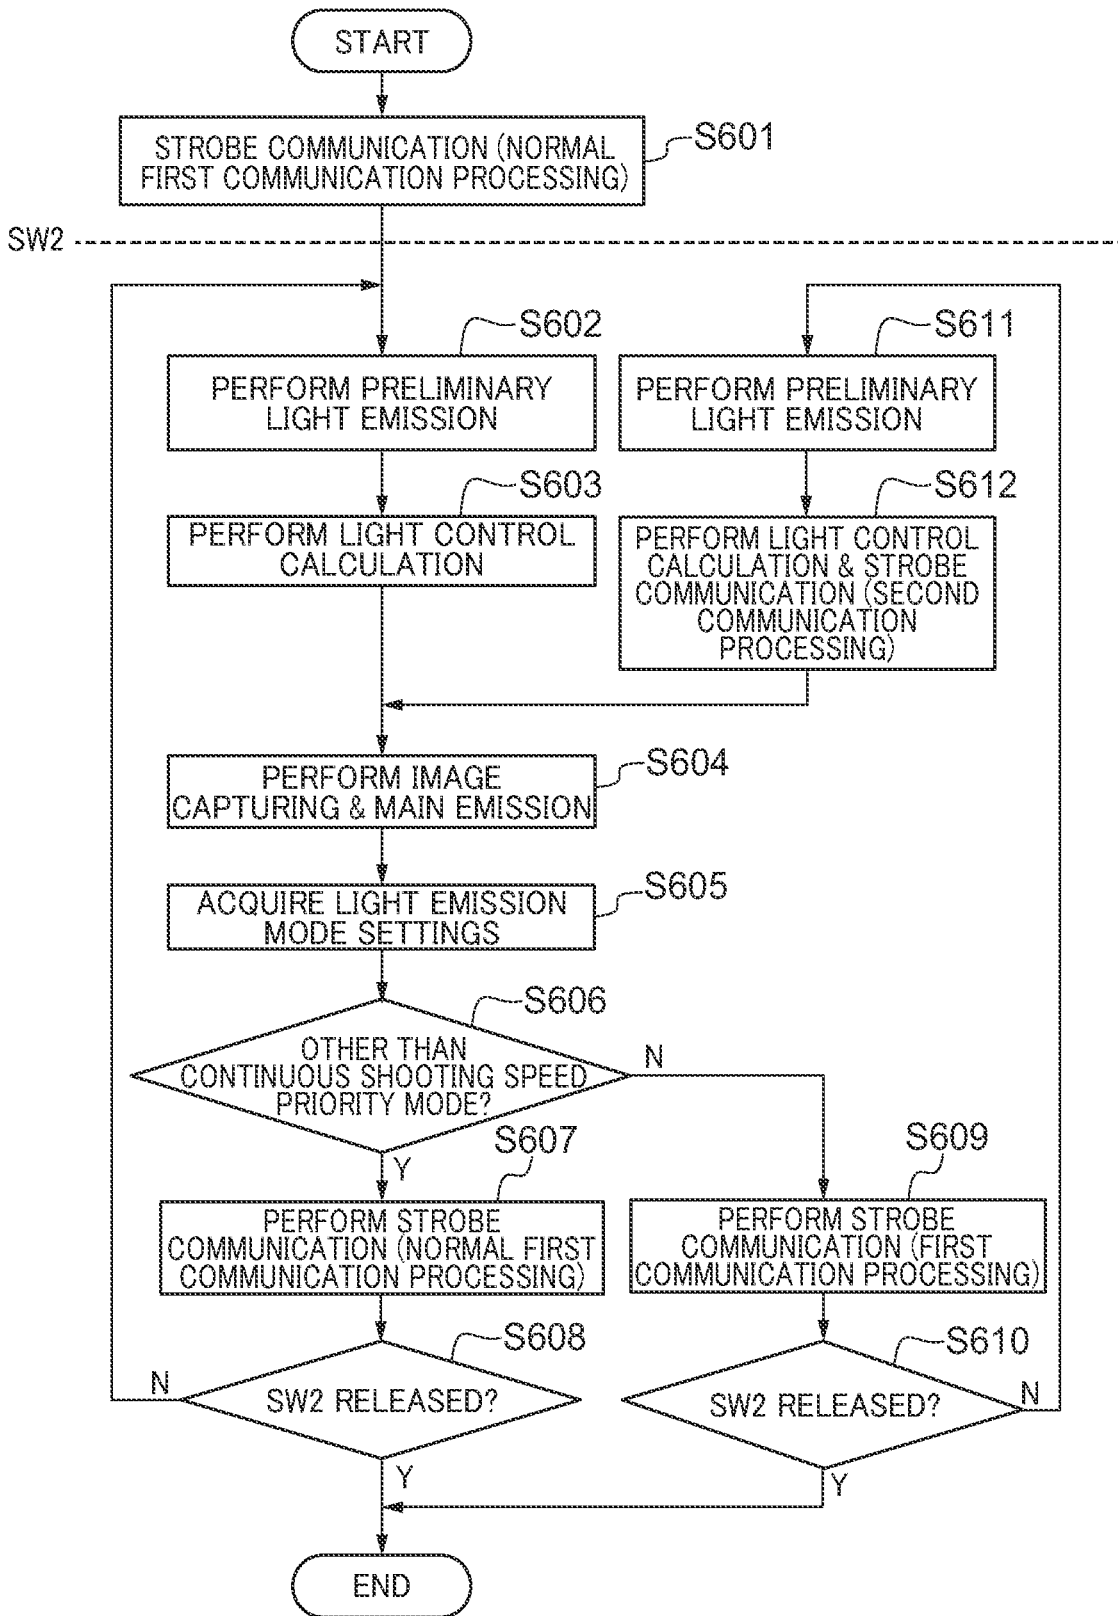 START
STROBE COMMUNICATION (NORMAL
FIRST COMMUNICATION PROCESSING)
S601
SW2
S602
PERFORM PRELIMINARY
LIGHT EMISSION
S611
PERFORM PRELIMINARY
LIGHT EMISSION
S603
PERFORM LIGHT CONTROL
CALCULATION
S612
PERFORM LIGHT CONTROL
CALCULATION & STROBE
COMMUNICATION (SECOND
COMMUNICATION
PROCESSING)
S604
PERFORM IMAGE
CAPTURING & MAIN EMISSION
S605
ACQUIRE LIGHT EMISSION
MODE SETTINGS
S606
OTHER THAN
CONTINUOUS SHOOTING SPEED
PRIORITY MODE?
N
Y
S607
PERFORM STROBE
COMMUNICATION (NORMAL FIRST
COMMUNICATION PROCESSING)
S609
PERFORM STROBE
COMMUNICATION (FIRST
COMMUNICATION PROCESSING)
S608
SW2 RELEASED?
N
Y
S610
SW2 RELEASED?
N
Y
END